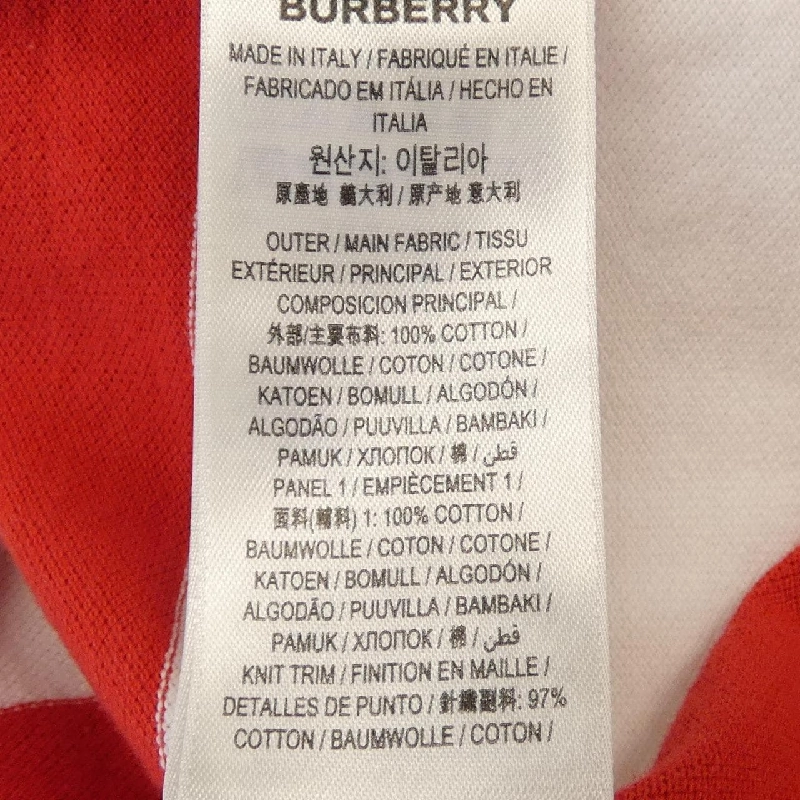 BURBERRY
MADE IN ITALY / FABRIQUÉ EN ITALIE /
FABRICADO EM ITÁLIA / HECHO EN
ITALIA
원산지: 이탈리아
原產地 義大利 / 原产地 意大利
OUTER / MAIN FABRIC / TISSU
EXTÉRIEUR / PRINCIPAL / EXTERIOR
COMPOSICION PRINCIPAL /
外部/主要布料: 100% COTTON /
BAUMWOLLE / COTON / COTONE /
KATOEN / BOMULL / ALGODÓN /
ALGODÃO / PUUVILLA / BAMBAKI /
PAMUK / ХЛОПОК / 棉 / قطن
PANEL 1 / EMPIÈCEMENT 1 /
面料(輔料) 1: 100% COTTON /
BAUMWOLLE / COTON / COTONE /
KATOEN / BOMULL / ALGODÓN /
ALGODÃO / PUUVILLA / BAMBAKI /
PAMUK / ХЛОПОК / 棉 / قطن
KNIT TRIM / FINITION EN MAILLE /
DETALLES DE PUNTO / 針織副料: 97%
COTTON / BAUMWOLLE / COTON /